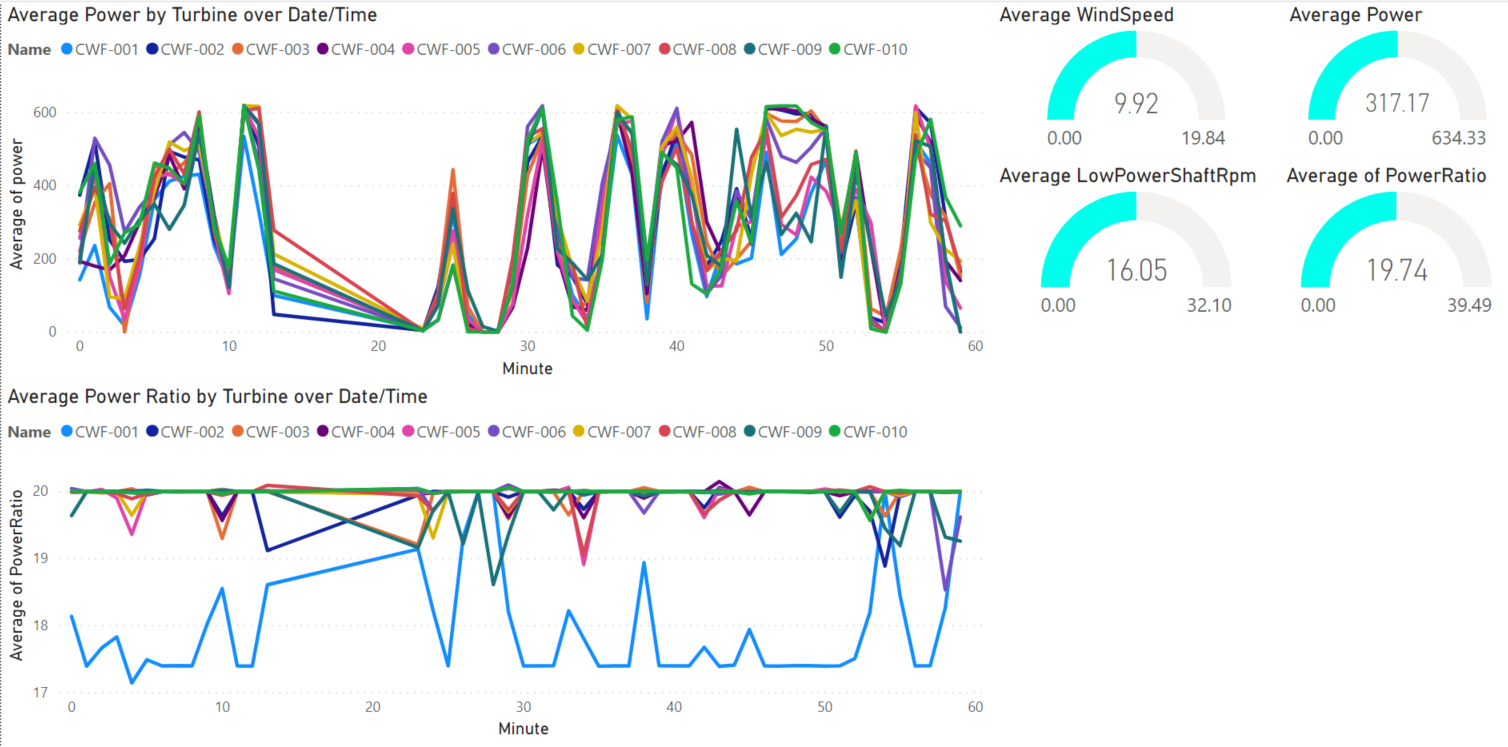 Average Power by Turbine over Date/Time
Name CWF-001 CWF-002 CWF-003 CWF-004 CWF-005 CWF-006 CWF-007 CWF-008 CWF-009 CWF-010
Average of power
600
400
200
0
0 10 20 30 40 50 60
Minute
Average WindSpeed
9.92
0.00 19.84
Average Power
317.17
0.00 634.33
Average LowPowerShaftRpm
16.05
0.00 32.10
Average of PowerRatio
19.74
0.00 39.49
Average Power Ratio by Turbine over Date/Time
Name CWF-001 CWF-002 CWF-003 CWF-004 CWF-005 CWF-006 CWF-007 CWF-008 CWF-009 CWF-010
Average of PowerRatio
20
19
18
17
0 10 20 30 40 50 60
Minute